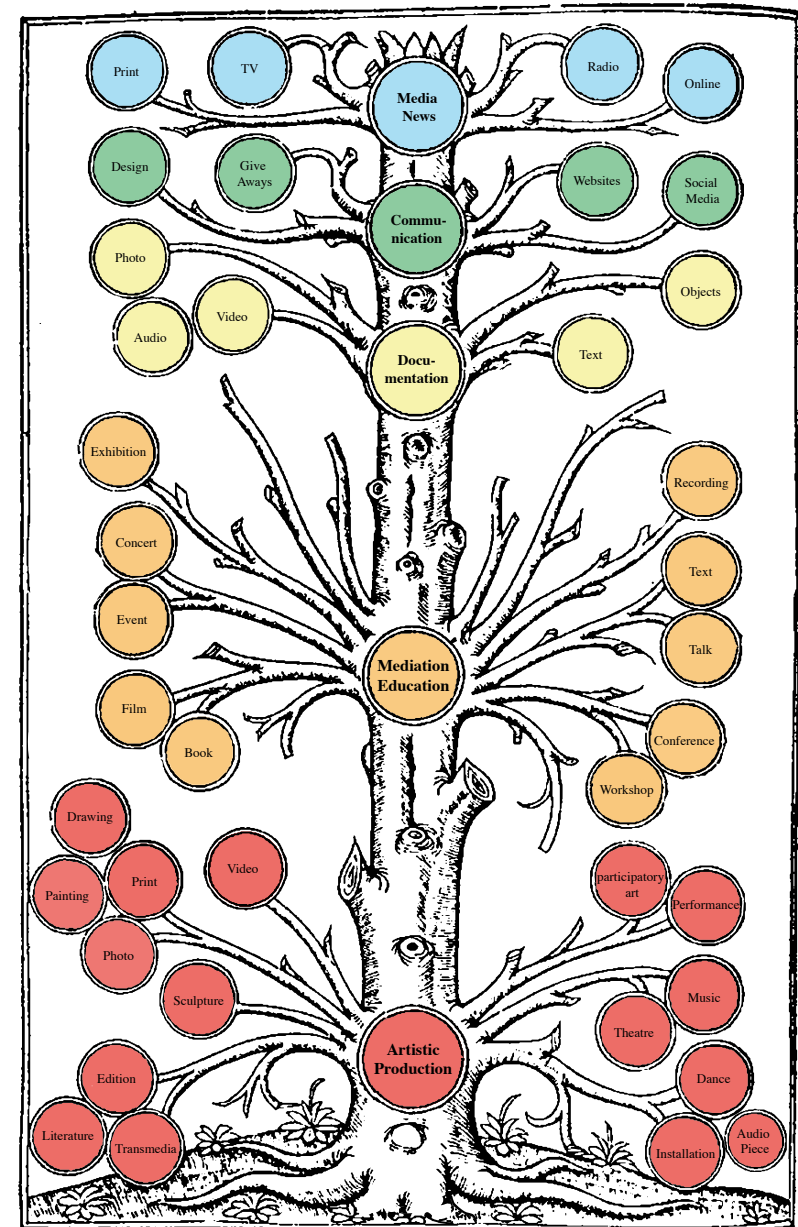 Print
TV
Media
News
Radio
Online
Design
Give
Aways
Commu-
nication
Websites
Social
Media
Photo
Audio
Video
Docu-
mentation
Objects
Text
Exhibition
Concert
Event
Film
Book
Mediation
Education
Recording
Text
Talk
Conference
Workshop
Drawing
Painting
Print
Photo
Video
Sculpture
Edition
Literature
Transmedia
Artistic
Production
participatory
art
Performance
Music
Theatre
Dance
Installation
Audio
Piece